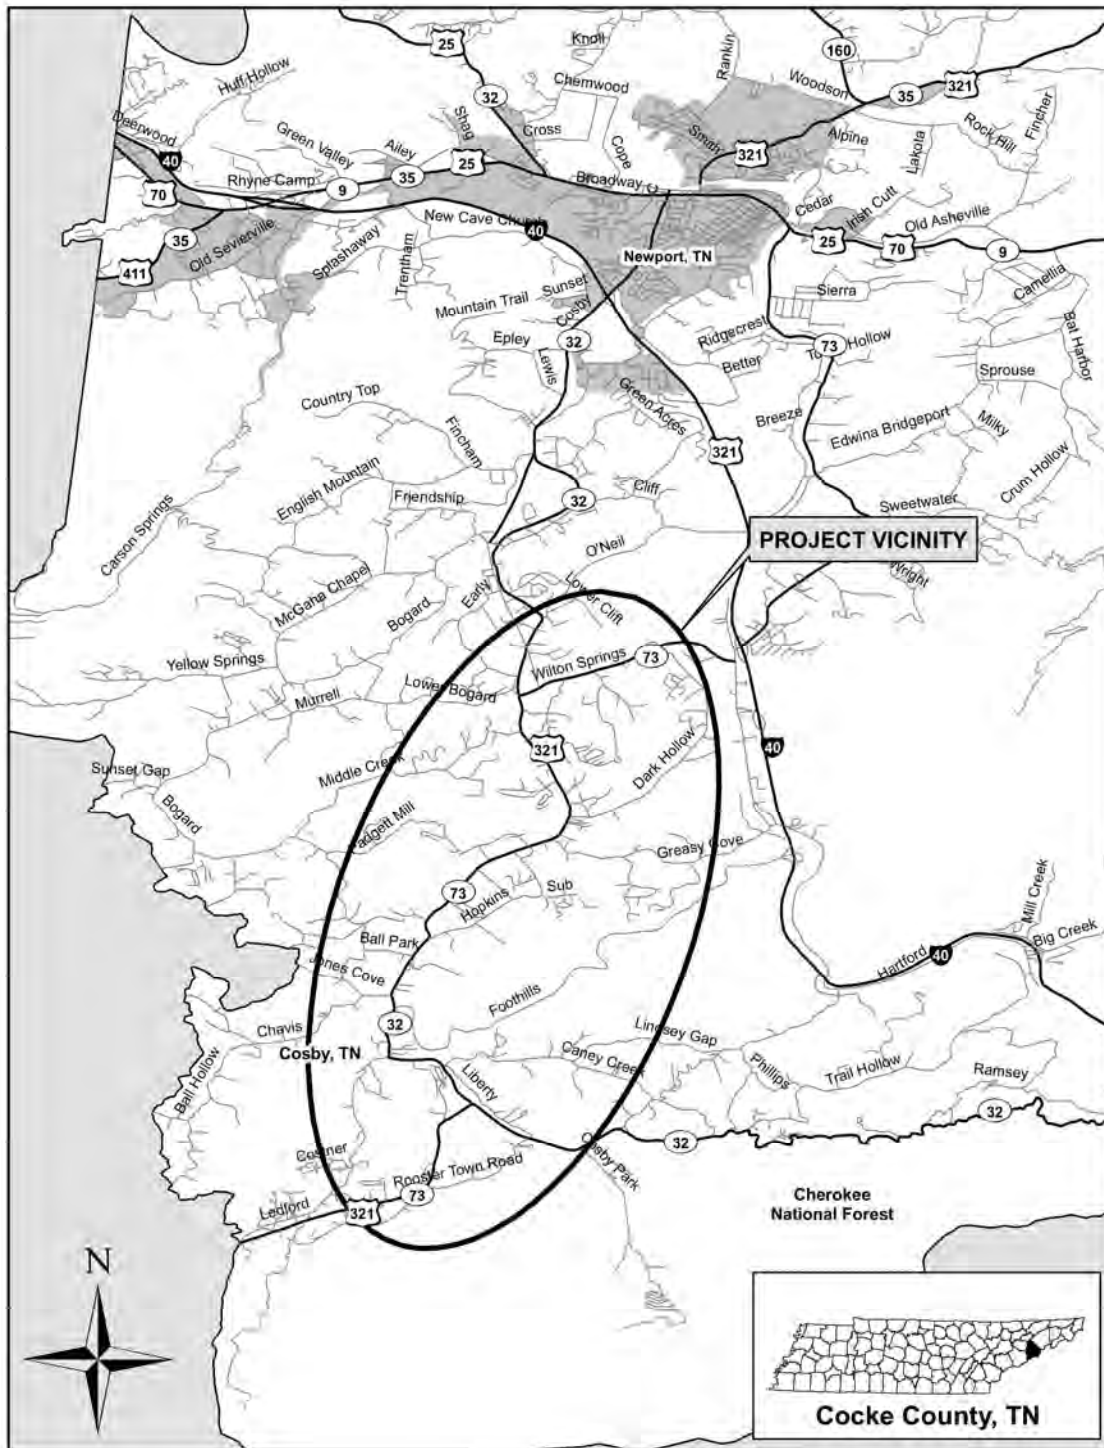 Knoll
25
160
Rankin
Huff Hollow
Chemwood
Woodson
321
32
35
Deerwood
Shag
Cross
Smith
Fincher
Rock Hill
Green Valley
Ailey
Cope
Alpine
Lakota
40
25
321
Rhyne Camp
9
35
Broadway
70
Cedar
Irish Cutt
New Cave Church
40
Old Asheville
35
Old Sevierville
25
70
9
Splashaway
Newport, TN
411
Trentham
Camellia
Sunset
Sierra
Mountain Trail
Cosby
Bat Harbor
Epley
32
Ridgecrest
73
Hollow
Lewis
Better
Sprouse
Green Acres
Country Top
Breeze
Milky
Fincham
Edwina Bridgeport
321
English Mountain
Crum Hollow
Cliff
Friendship
32
Sweetwater
Carson Springs
O'Neil
PROJECT VICINITY
Wright
McGaha Chapel
Early
Lower Clift
Bogard
Yellow Springs
Wilton Springs
73
Lower Bogard
Murrell
321
40
Dark Hollow
Sunset Gap
Middle Creek
Bogard
Padgett Mill
Greasy Cove
73
Sub
Hopkins
Mill Creek
Ball Park
Big Creek
Hartford
40
Jones Cove
Foothills
Chavis
32
Lindsey Gap
Cosby, TN
Caney Creek
Phillips
Trail Hollow
Ramsey
Ball Hollow
Liberty
32
32
Costner
Cosby Park
Rooster Town Road
73
Ledford
321
Cherokee
National Forest
N
Cocke County, TN